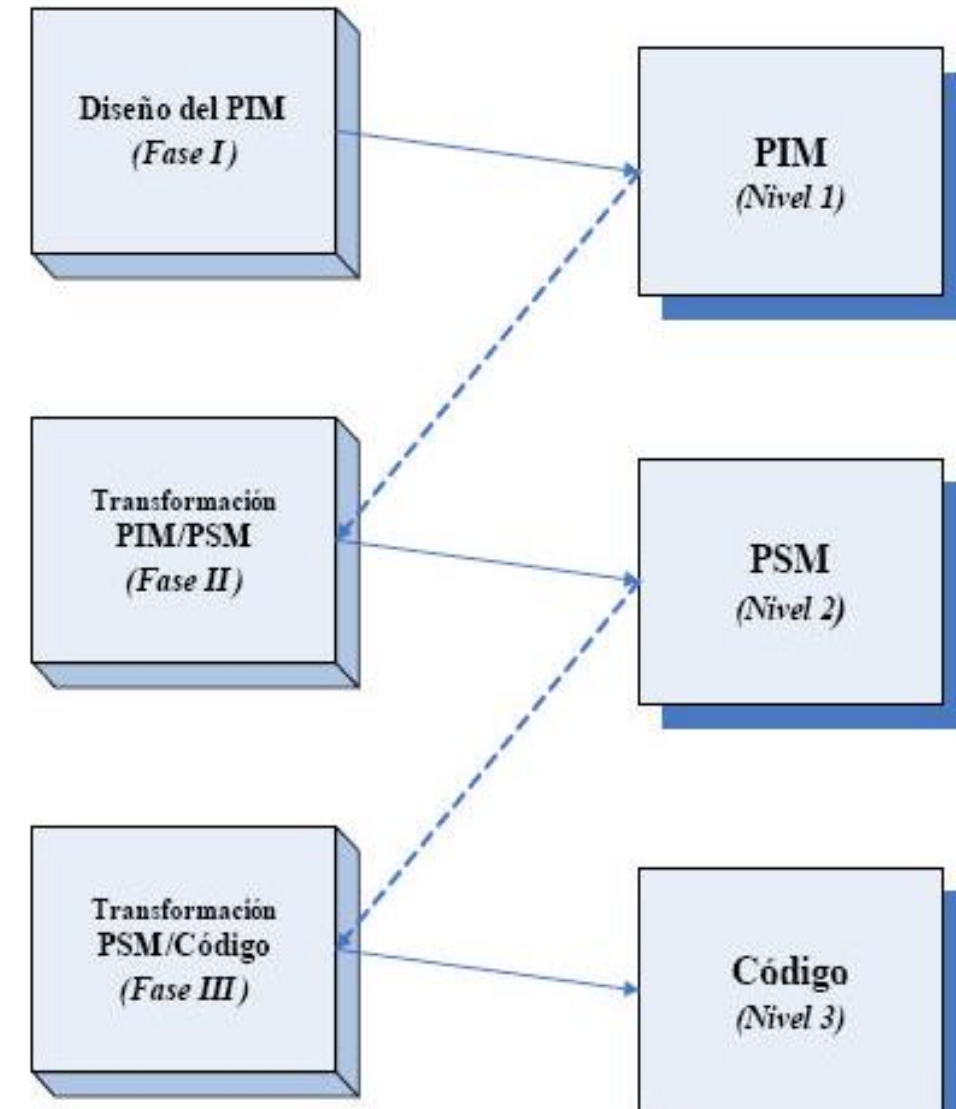 Diseño del PIM
(Fase I)
PIM
(Nivel 1)
Transformación
PIM/PSM
(Fase II)
PSM
(Nivel 2)
Transformación
PSM/Código
(Fase III)
Código
(Nivel 3)